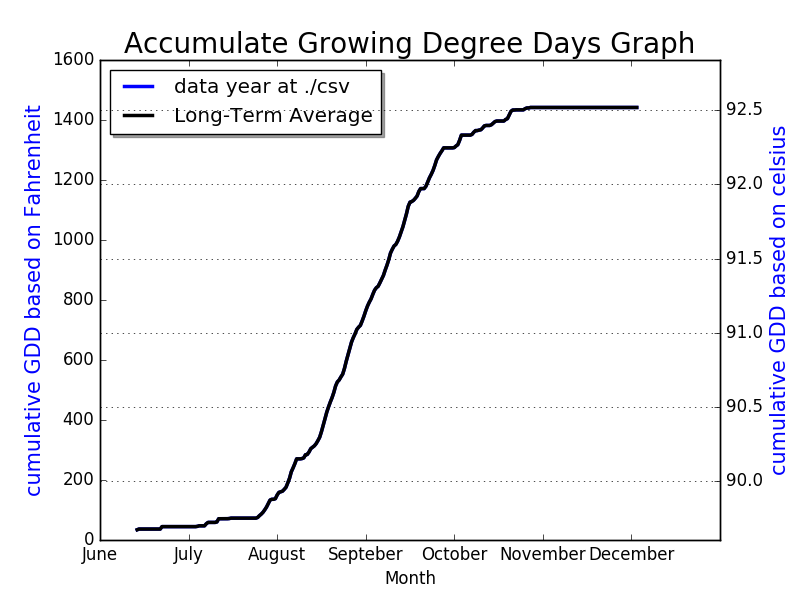 Accumulate Growing Degree Days Graph
data year at ./csv
Long-Term Average
cumulative GDD based on Fahrenheit
1600
1400
1200
1000
800
600
400
200
0
92.5
92.0
91.5
91.0
90.5
90.0
cumulative GDD based on celsius
June July August Septeber October November December
Month